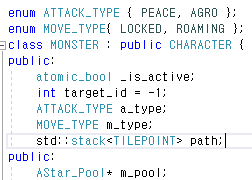 enum ATTACK_TYPE { PEACE, AGRO };
enum MOVE_TYPE{ LOCKED, ROAMING };
class MONSTER : public CHARACTER {
public:
    atomic_bool _is_active;
    int target_id = -1;
    ATTACK_TYPE a_type;
    MOVE_TYPE m_type;
    std::stack<TILEPOINT> path;
public:
    AStar_Pool* m_pool;